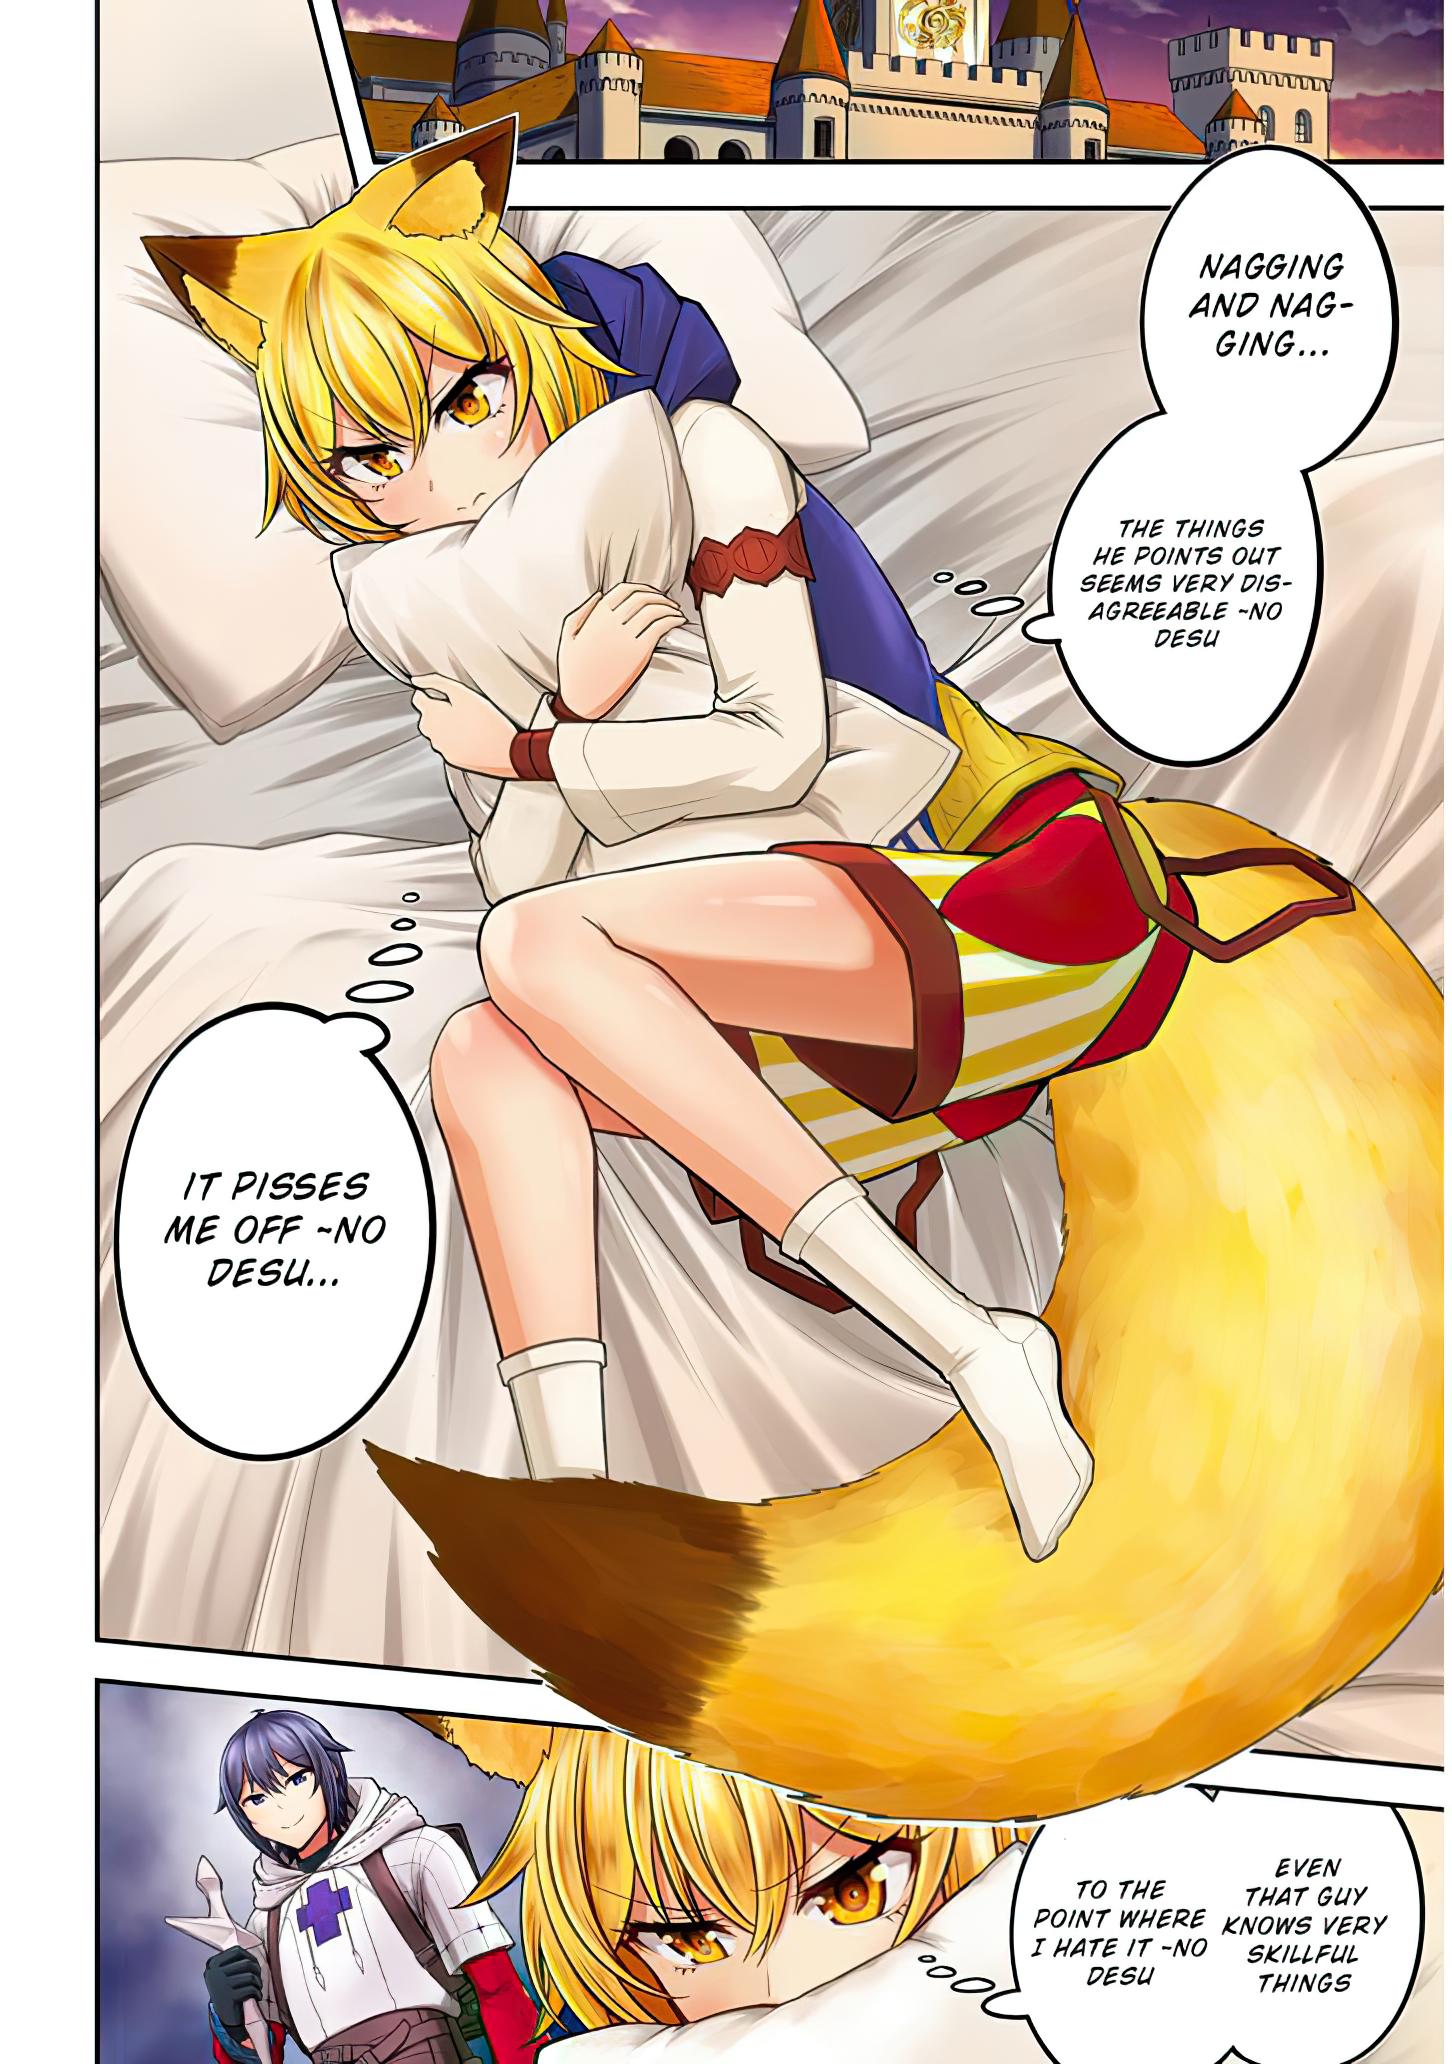 NAGGING
AND NAG-
GING...
THE THINGS
HE POINTS OUT
SEEMS VERY DIS-
AGREEABLE ~NO
DESU
IT PISSES
ME OFF ~NO
DESU...
EVEN
THAT GUY
KNOWS VERY
SKILLFUL
THINGS
TO THE
POINT WHERE
I HATE IT ~NO
DESU